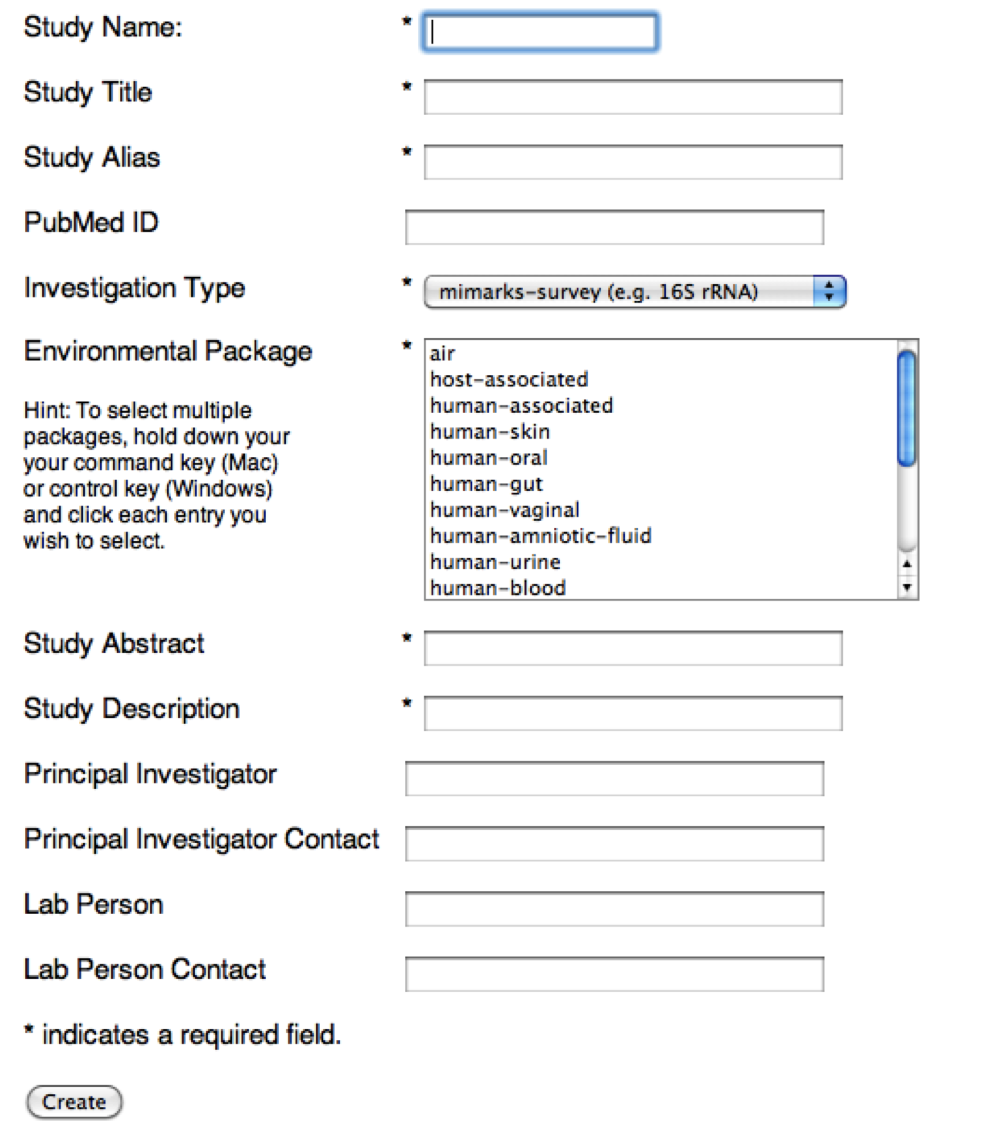 Study Name: *
Study Title *
Study Alias *
PubMed ID
Investigation Type * mimarks-survey (e.g. 16S rRNA)
Environmental Package *
Hint: To select multiple
packages, hold down your
your command key (Mac)
or control key (Windows)
and click each entry you
wish to select.
air
host-associated
human-associated
human-skin
human-oral
human-gut
human-vaginal
human-amniotic-fluid
human-urine
human-blood
Study Abstract *
Study Description *
Principal Investigator
Principal Investigator Contact
Lab Person
Lab Person Contact
* indicates a required field.
Create